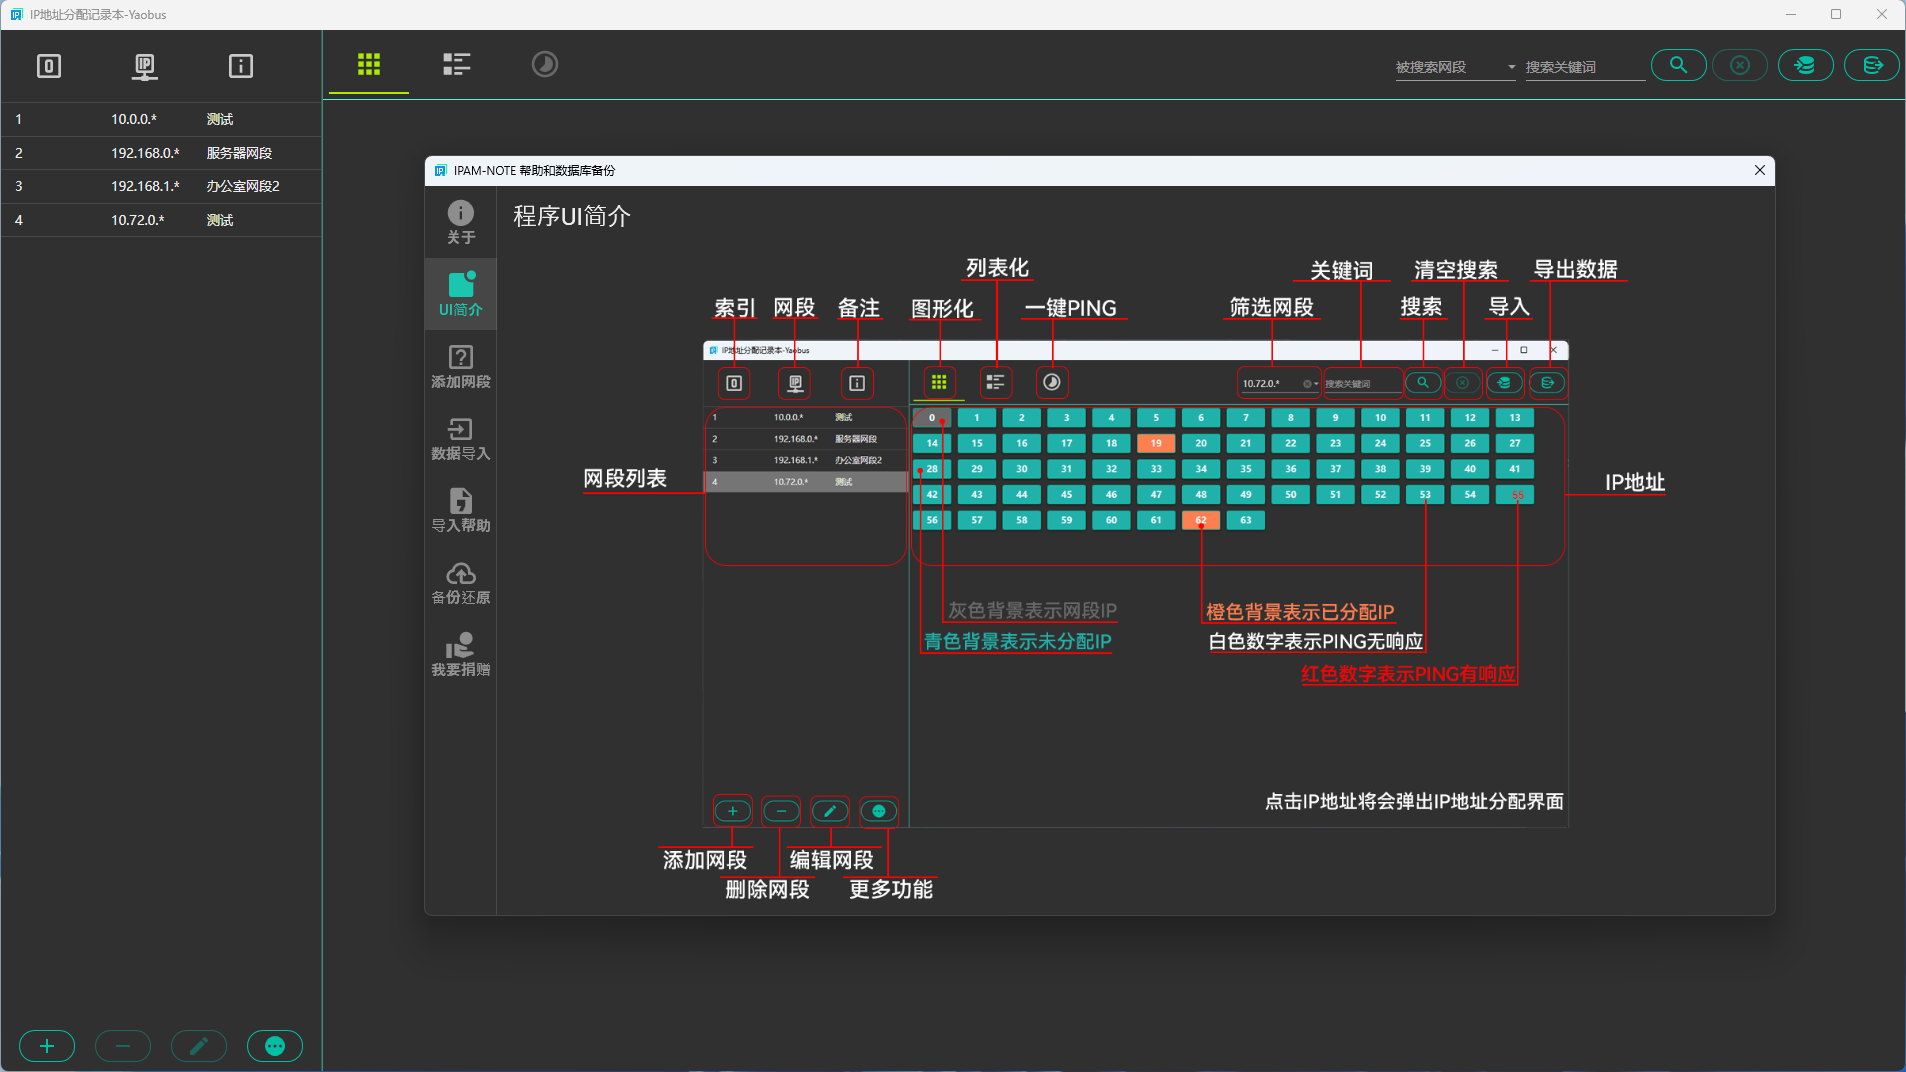 IP地址分配记录本-Yaobus
被搜索网段
搜索关键词
1 10.0.0.* 测试
2 192.168.0.* 服务器网段
3 192.168.1.* 办公室网段2
4 10.72.0.* 测试
IPAM-NOTE 帮助和数据库备份
关于
UI简介
添加网段
数据导入
导入帮助
备份还原
我要捐赠
程序UI简介
列表化
关键词 清空搜索 导出数据
索引 网段 备注 图形化 一键PING 筛选网段 搜索 导入
IP地址分配记录本-Yaobus
10.72.0.* 搜索关键词
1 10.0.0.* 测试
2 192.168.0.* 服务器网段
3 192.168.1.* 办公室网段2
4 10.72.0.* 测试
0 1 2 3 4 5 6 7 8 9 10 11 12 13
14 15 16 17 18 19 20 21 22 23 24 25 26 27
28 29 30 31 32 33 34 35 36 37 38 39 40 41
42 43 44 45 46 47 48 49 50 51 52 53 54 55
56 57 58 59 60 61 62 63
网段列表
IP地址
灰色背景表示网段IP
青色背景表示未分配IP
橙色背景表示已分配IP
白色数字表示PING无响应
红色数字表示PING有响应
点击IP地址将会弹出IP地址分配界面
添加网段 编辑网段
删除网段 更多功能